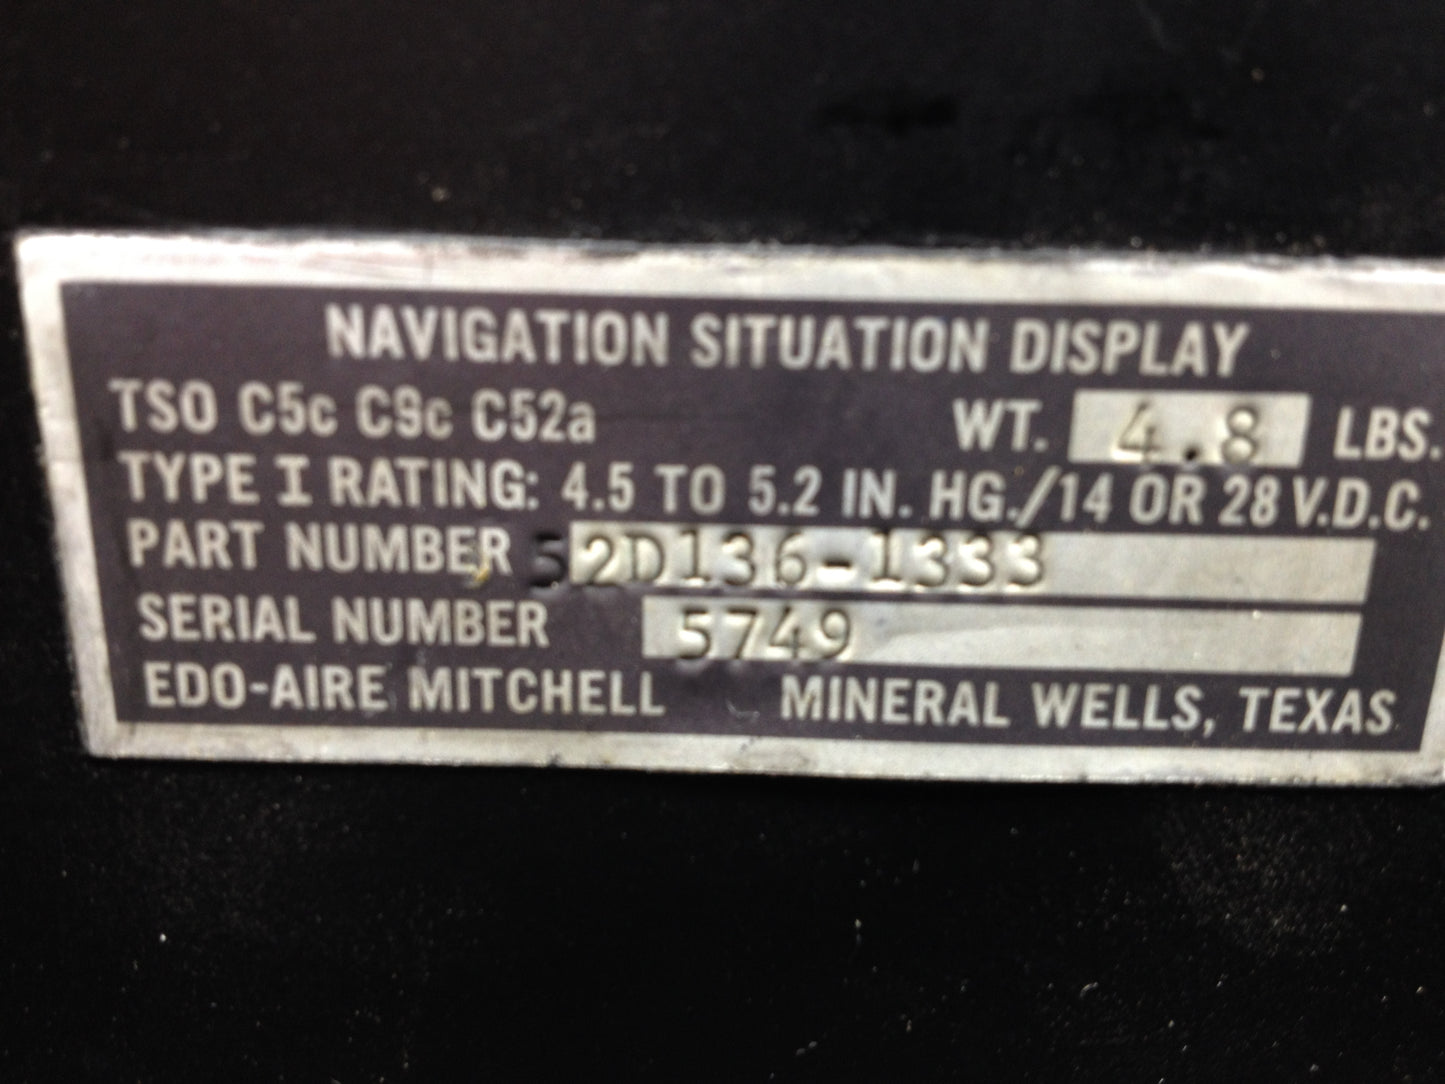 NAVIGATION SITUATION DISPLAY
TSO C5c C9c C52a WT. 4.8 LBS.
TYPE I RATING: 4.5 TO 5.2 IN. HG./14 OR 28 V.D.C.
PART NUMBER 52D136-1333
SERIAL NUMBER 5749
EDO-AIRE MITCHELL MINERAL WELLS, TEXAS